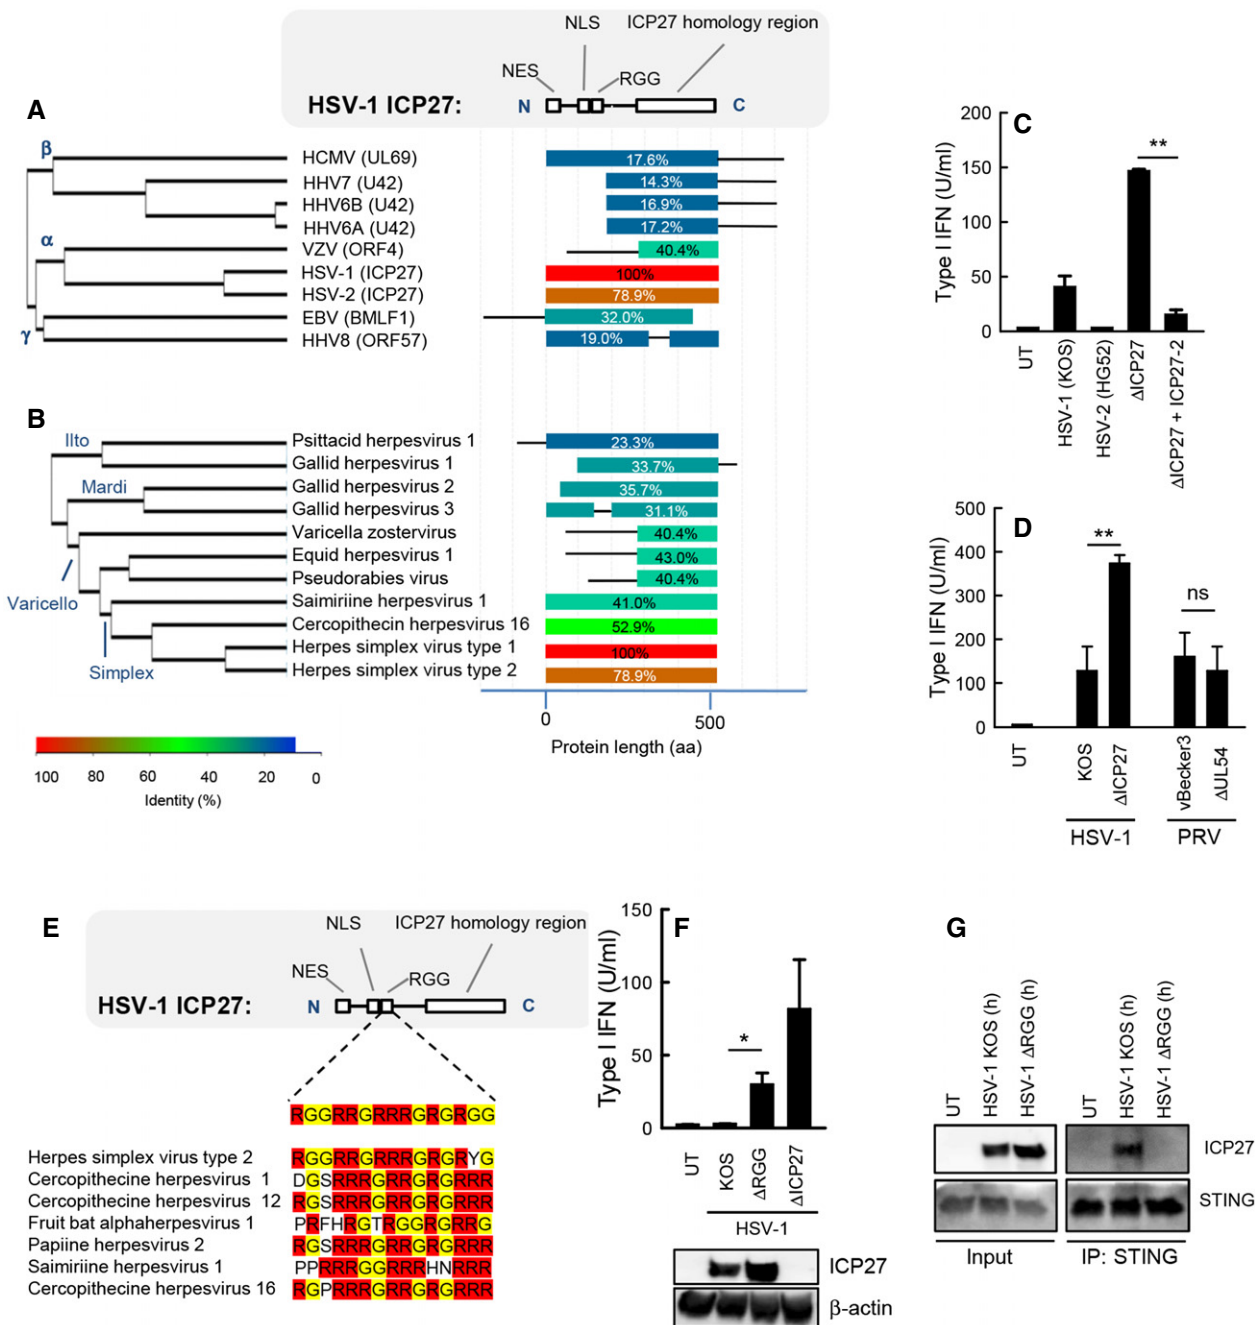 NLS ICP27 homology region
NES RGG
HSV-1 ICP27: N C
A
β
α
γ
HCMV (UL69) 17.6%
HHV7 (U42) 14.3%
HHV6B (U42) 16.9%
HHV6A (U42) 17.2%
VZV (ORF4) 40.4%
HSV-1 (ICP27) 100%
HSV-2 (ICP27) 78.9%
EBV (BMLF1) 32.0%
HHV8 (ORF57) 19.0%
B
Ilto
Mardi
Varicello
Simplex
Psittacid herpesvirus 1 23.3%
Gallid herpesvirus 1 33.7%
Gallid herpesvirus 2 35.7%
Gallid herpesvirus 3 31.1%
Varicella zostervirus 40.4%
Equid herpesvirus 1 43.0%
Pseudorabies virus 40.4%
Saimiriine herpesvirus 1 41.0%
Cercopithecin herpesvirus 16 52.9%
Herpes simplex virus type 1 100%
Herpes simplex virus type 2 78.9%
0 500
Protein length (aa)
100 80 60 40 20 0
Identity (%)
C
Type I IFN (U/ml)
200
150
100
50
0
**
UT
HSV-1 (KOS)
HSV-2 (HG52)
ΔICP27
ΔICP27 + ICP27-2
D
Type I IFN (U/ml)
500
400
300
200
100
0
**
ns
UT
KOS
ΔICP27
vBecker3
ΔUL54
HSV-1 PRV
E
NLS ICP27 homology region
NES RGG
HSV-1 ICP27: N C
RGGRRGRRRGRGRGG
Herpes simplex virus type 2 RGGRRGRRRGRGRYG
Cercopithecine herpesvirus 1 DGSRRRGRRGRGRRR
Cercopithecine herpesvirus 12 RGSRRRGRRGRGRRR
Fruit bat alphaherpesvirus 1 PRFHRGTRGGRGRRG
Papiine herpesvirus 2 RGSRRRGRRGRGRRR
Saimiriine herpesvirus 1 PPRRRGGRRRHNRRR
Cercopithecine herpesvirus 16 RGPRRRGRRGRGRRR
F
Type I IFN (U/ml)
150
100
50
0
*
UT
KOS
ΔRGG
ΔICP27
HSV-1
ICP27
β-actin
G
UT
HSV-1 KOS (h)
HSV-1 ΔRGG (h)
UT
HSV-1 KOS (h)
HSV-1 ΔRGG (h)
ICP27
STING
Input IP: STING